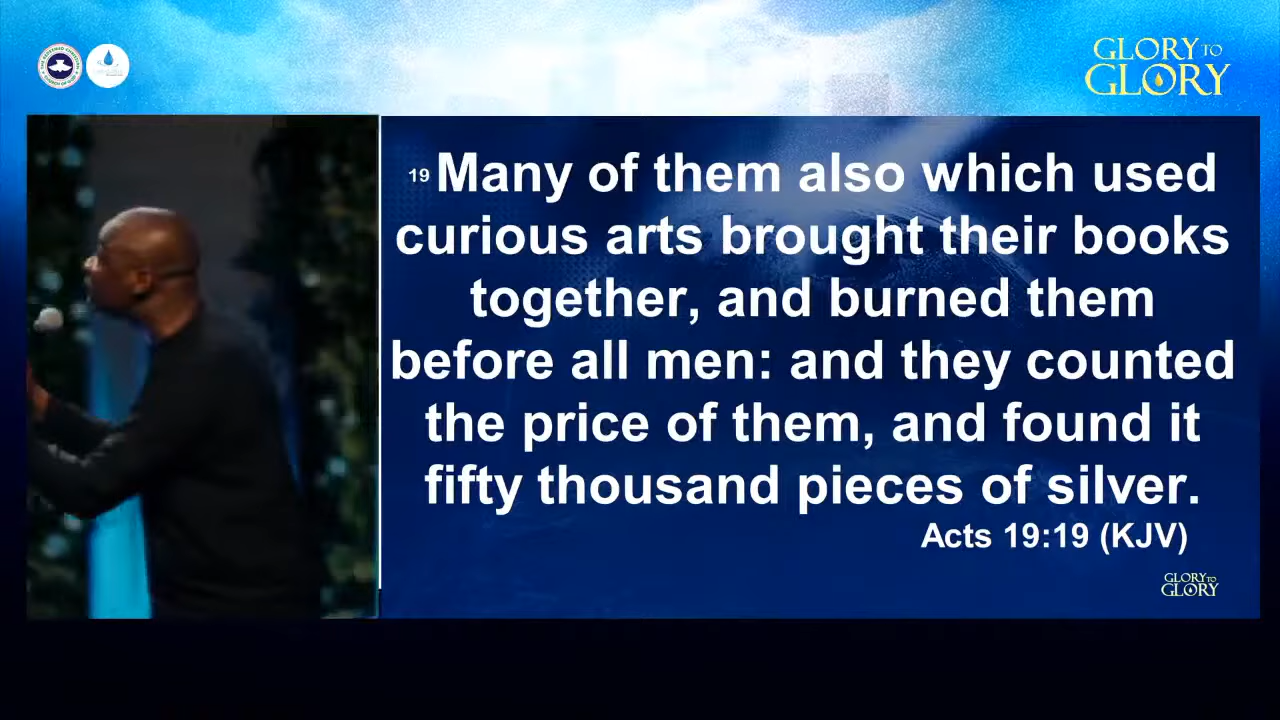 GLORY TO
GLORY
19 Many of them also which used
curious arts brought their books
together, and burned them
before all men: and they counted
the price of them, and found it
fifty thousand pieces of silver.
Acts 19:19 (KJV)
GLORY TO
GLORY